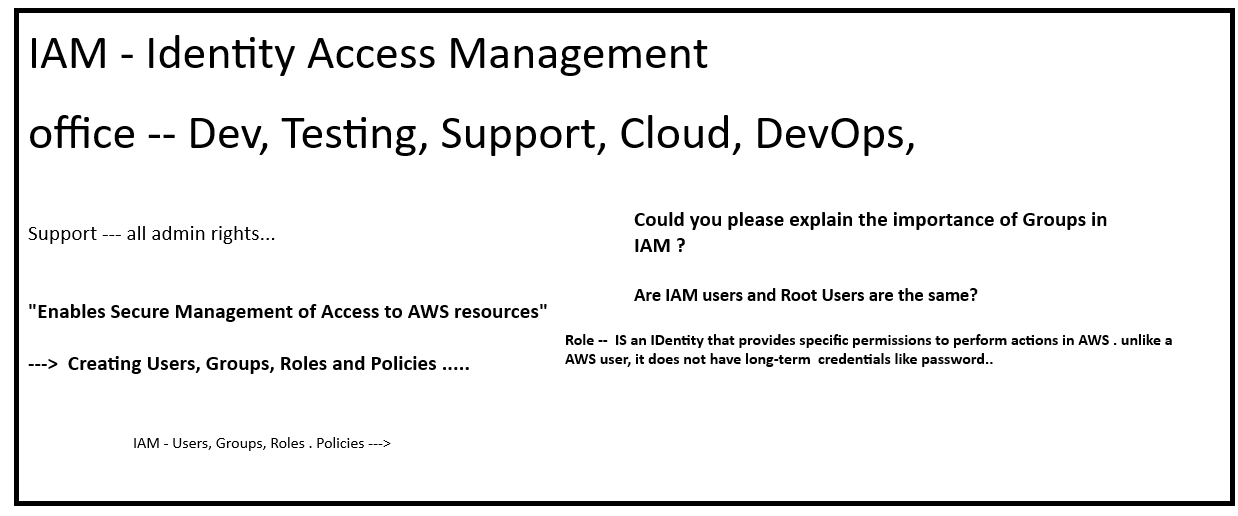 IAM - Identity Access Management
office -- Dev, Testing, Support, Cloud, DevOps,
Support --- all admin rights...
"Enables Secure Management of Access to AWS resources"
---> Creating Users, Groups, Roles and Policies .....
IAM - Users, Groups, Roles . Policies --->
Could you please explain the importance of Groups in
IAM ?
Are IAM users and Root Users are the same?
Role -- IS an IDentity that provides specific permissions to perform actions in AWS . unlike a
AWS user, it does not have long-term credentials like password..